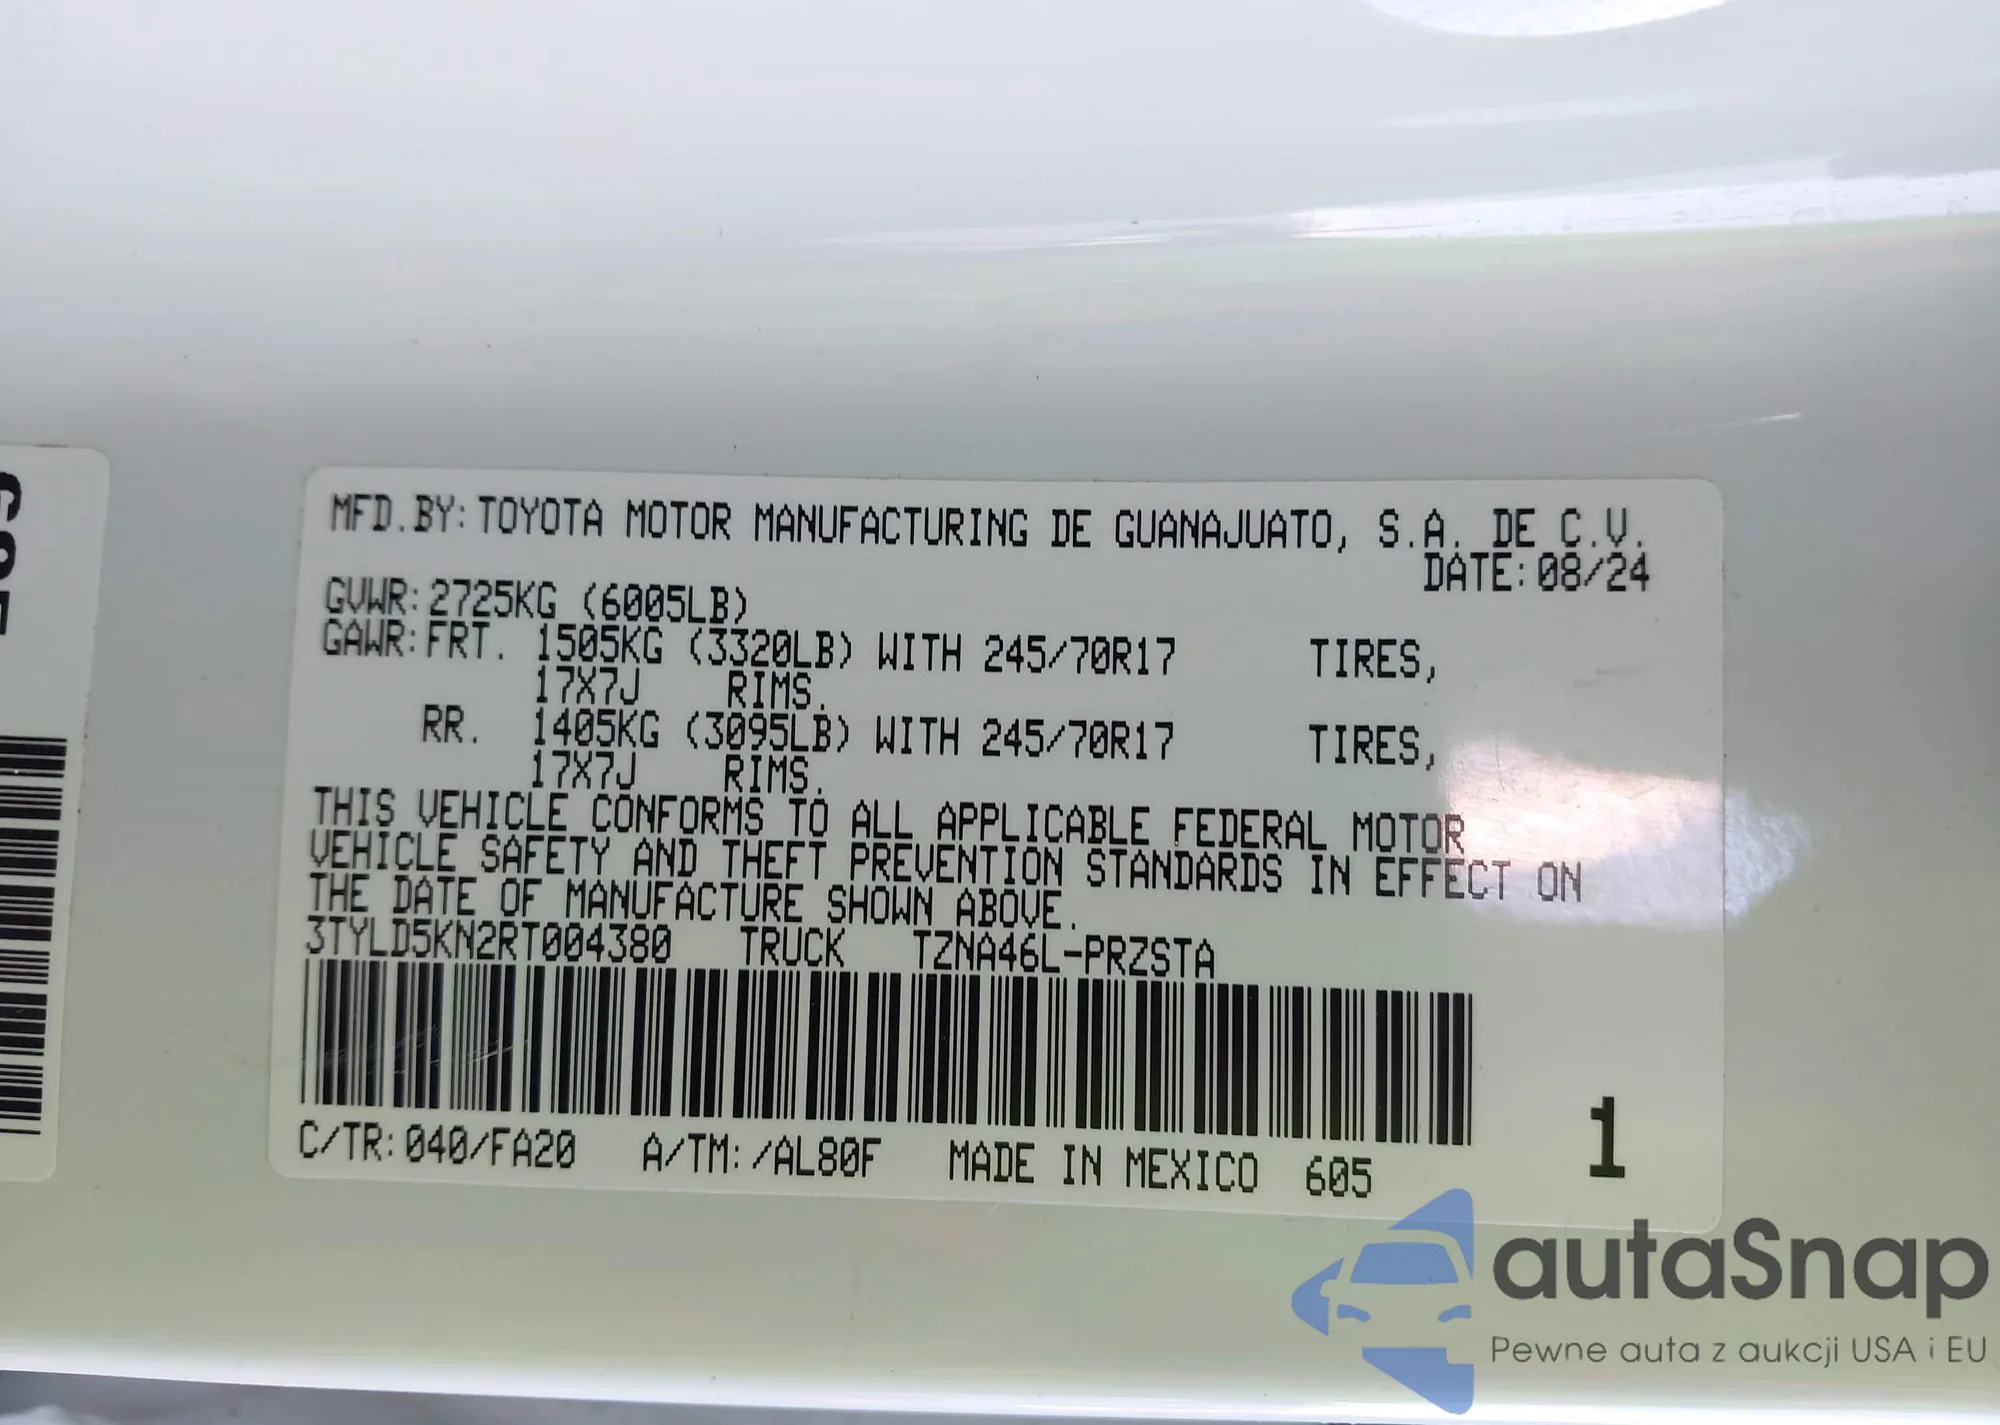 MFD.BY: TOYOTA MOTOR MANUFACTURING DE GUANAJUATO, S.A. DE C.V.
DATE: 08/24
GVWR: 2725KG (6005LB)
GAWR: FRT. 1505KG (3320LB) WITH 245/70R17 TIRES,
17X7J RIMS.
RR. 1405KG (3095LB) WITH 245/70R17 TIRES,
17X7J RIMS.
THIS VEHICLE CONFORMS TO ALL APPLICABLE FEDERAL MOTOR
VEHICLE SAFETY AND THEFT PREVENTION STANDARDS IN EFFECT ON
THE DATE OF MANUFACTURE SHOWN ABOVE.
3TYLD5KN2RT004380 TRUCK TZNA46L-PRZSTA
C/TR: 040/FA20 A/TM: /AL80F MADE IN MEXICO 605
1
autaSnap
Pewne auta z aukcji USA i EU